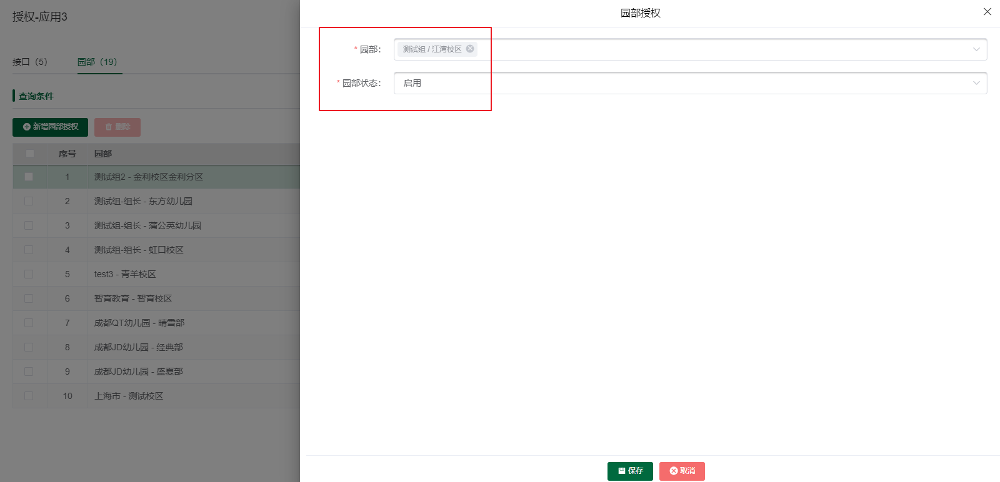 授权-应用3
接口（5）
园部（19）
查询条件
新增园部授权
删除
序号 园部
1 测试组2 - 金利校区金利分区
2 测试组-组长 - 东方幼儿园
3 测试组-组长 - 蒲公英幼儿园
4 测试组-组长 - 虹口校区
5 test3 - 青羊校区
6 智育教育 - 智育校区
7 成都QT幼儿园 - 晴雪部
8 成都JD幼儿园 - 经典部
9 成都JD幼儿园 - 盛夏部
10 上海市 - 测试校区
园部授权
* 园部： 测试组 / 江湾校区
* 园部状态： 启用
保存
取消